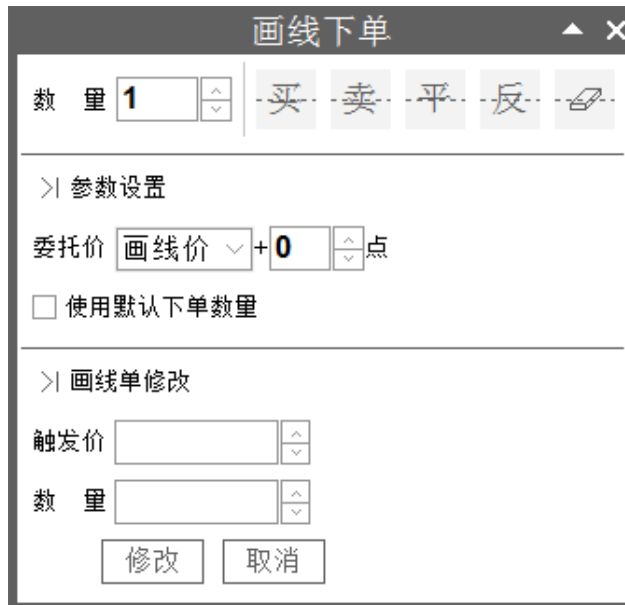 画线下单
数 量 1 买 卖 平 反
参数设置
委托价 画线价 + 0 点
使用默认下单数量
画线单修改
触发价
数 量
修改 取消